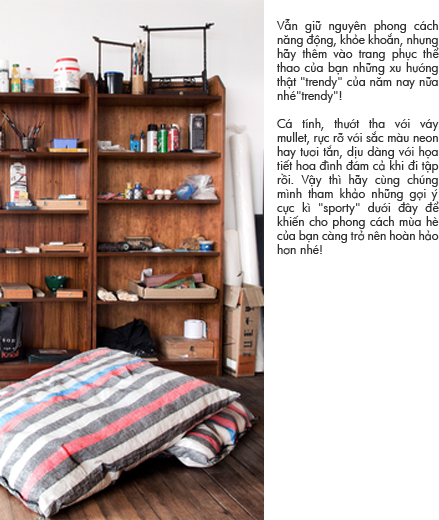 Vẫn giữ nguyên phong cách
năng động, khỏe khoắn, nhưng
hãy thêm vào trang phục thể
thao của bạn những xu hướng
thật "trendy" của năm nay nữa
nhé"trendy"!
Cá tính, thướt tha với váy
mullet, rực rỡ với sắc màu neon
hay tươi tắn, dịu dàng với họa
tiết hoa đình đám cả khi đi tập
rồi. Vậy thì hãy cùng chúng
mình tham khảo những gợi ý
cực kì "sporty" dưới đây để
khiến cho phong cách mùa hè
của bạn càng trở nên hoàn hảo
hơn nhé!